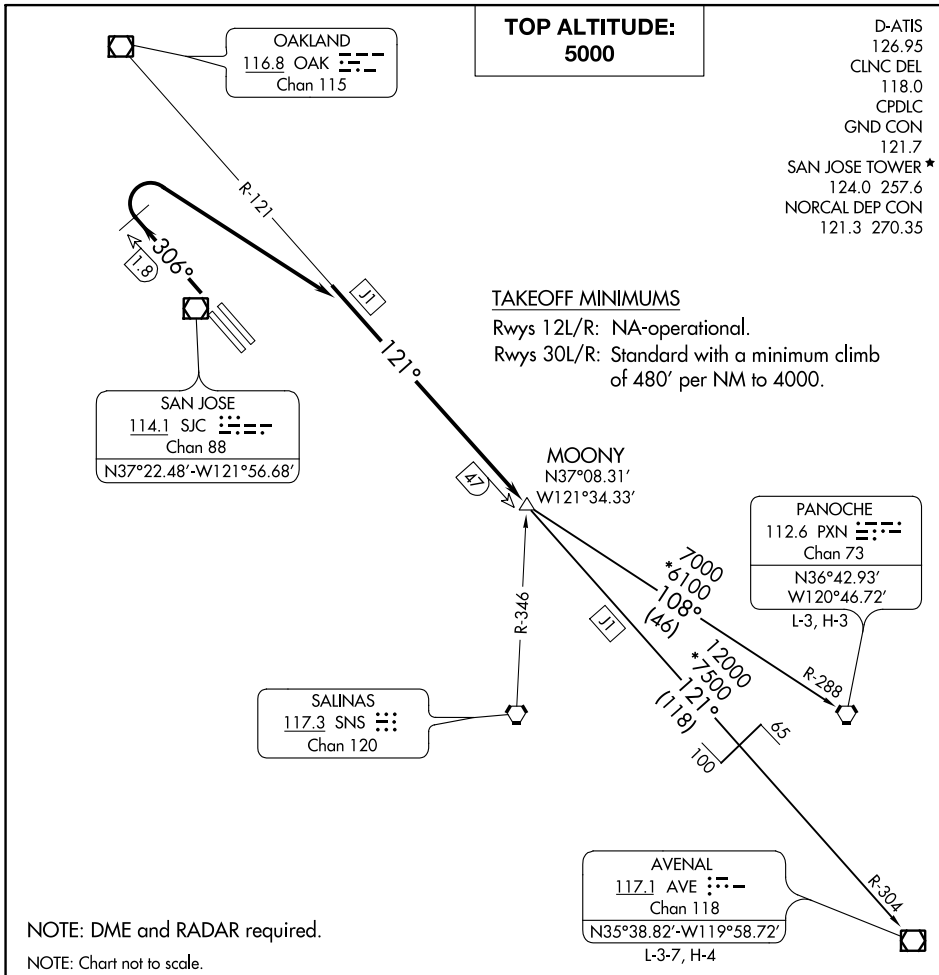 TOP ALTITUDE:
5000
D-ATIS
126.95
CLNC DEL
118.0
CPDLC
GND CON
121.7
SAN JOSE TOWER★
124.0 257.6
NORCAL DEP CON
121.3 270.35
OAKLAND
116.8 OAK
Chan 115
R-121
J1
306°
1.8
121°
TAKEOFF MINIMUMS
Rwys 12L/R: NA-operational.
Rwys 30L/R: Standard with a minimum climb
of 480' per NM to 4000.
SAN JOSE
114.1 SJC
Chan 88
N37°22.48'-W121°56.68'
47
MOONY
N37°08.31'
W121°34.33'
PANOCHE
112.6 PXN
Chan 73
N36°42.93'
W120°46.72'
L-3, H-3
7000
*6100
108°
(46)
R-288
R-346
J1
12000
*7500
121°
(118)
65
100
SALINAS
117.3 SNS
Chan 120
AVENAL
117.1 AVE
Chan 118
N35°38.82'-W119°58.72'
L-3-7, H-4
R-304
NOTE: DME and RADAR required.
NOTE: Chart not to scale.